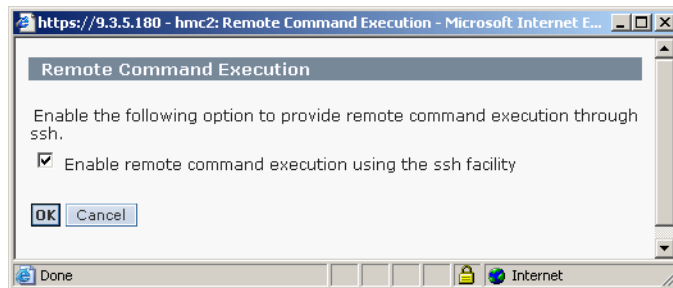 https://9.3.5.180 - hmc2: Remote Command Execution - Microsoft Internet E...
Remote Command Execution
Enable the following option to provide remote command execution through
ssh.
Enable remote command execution using the ssh facility
OK Cancel
Done Internet